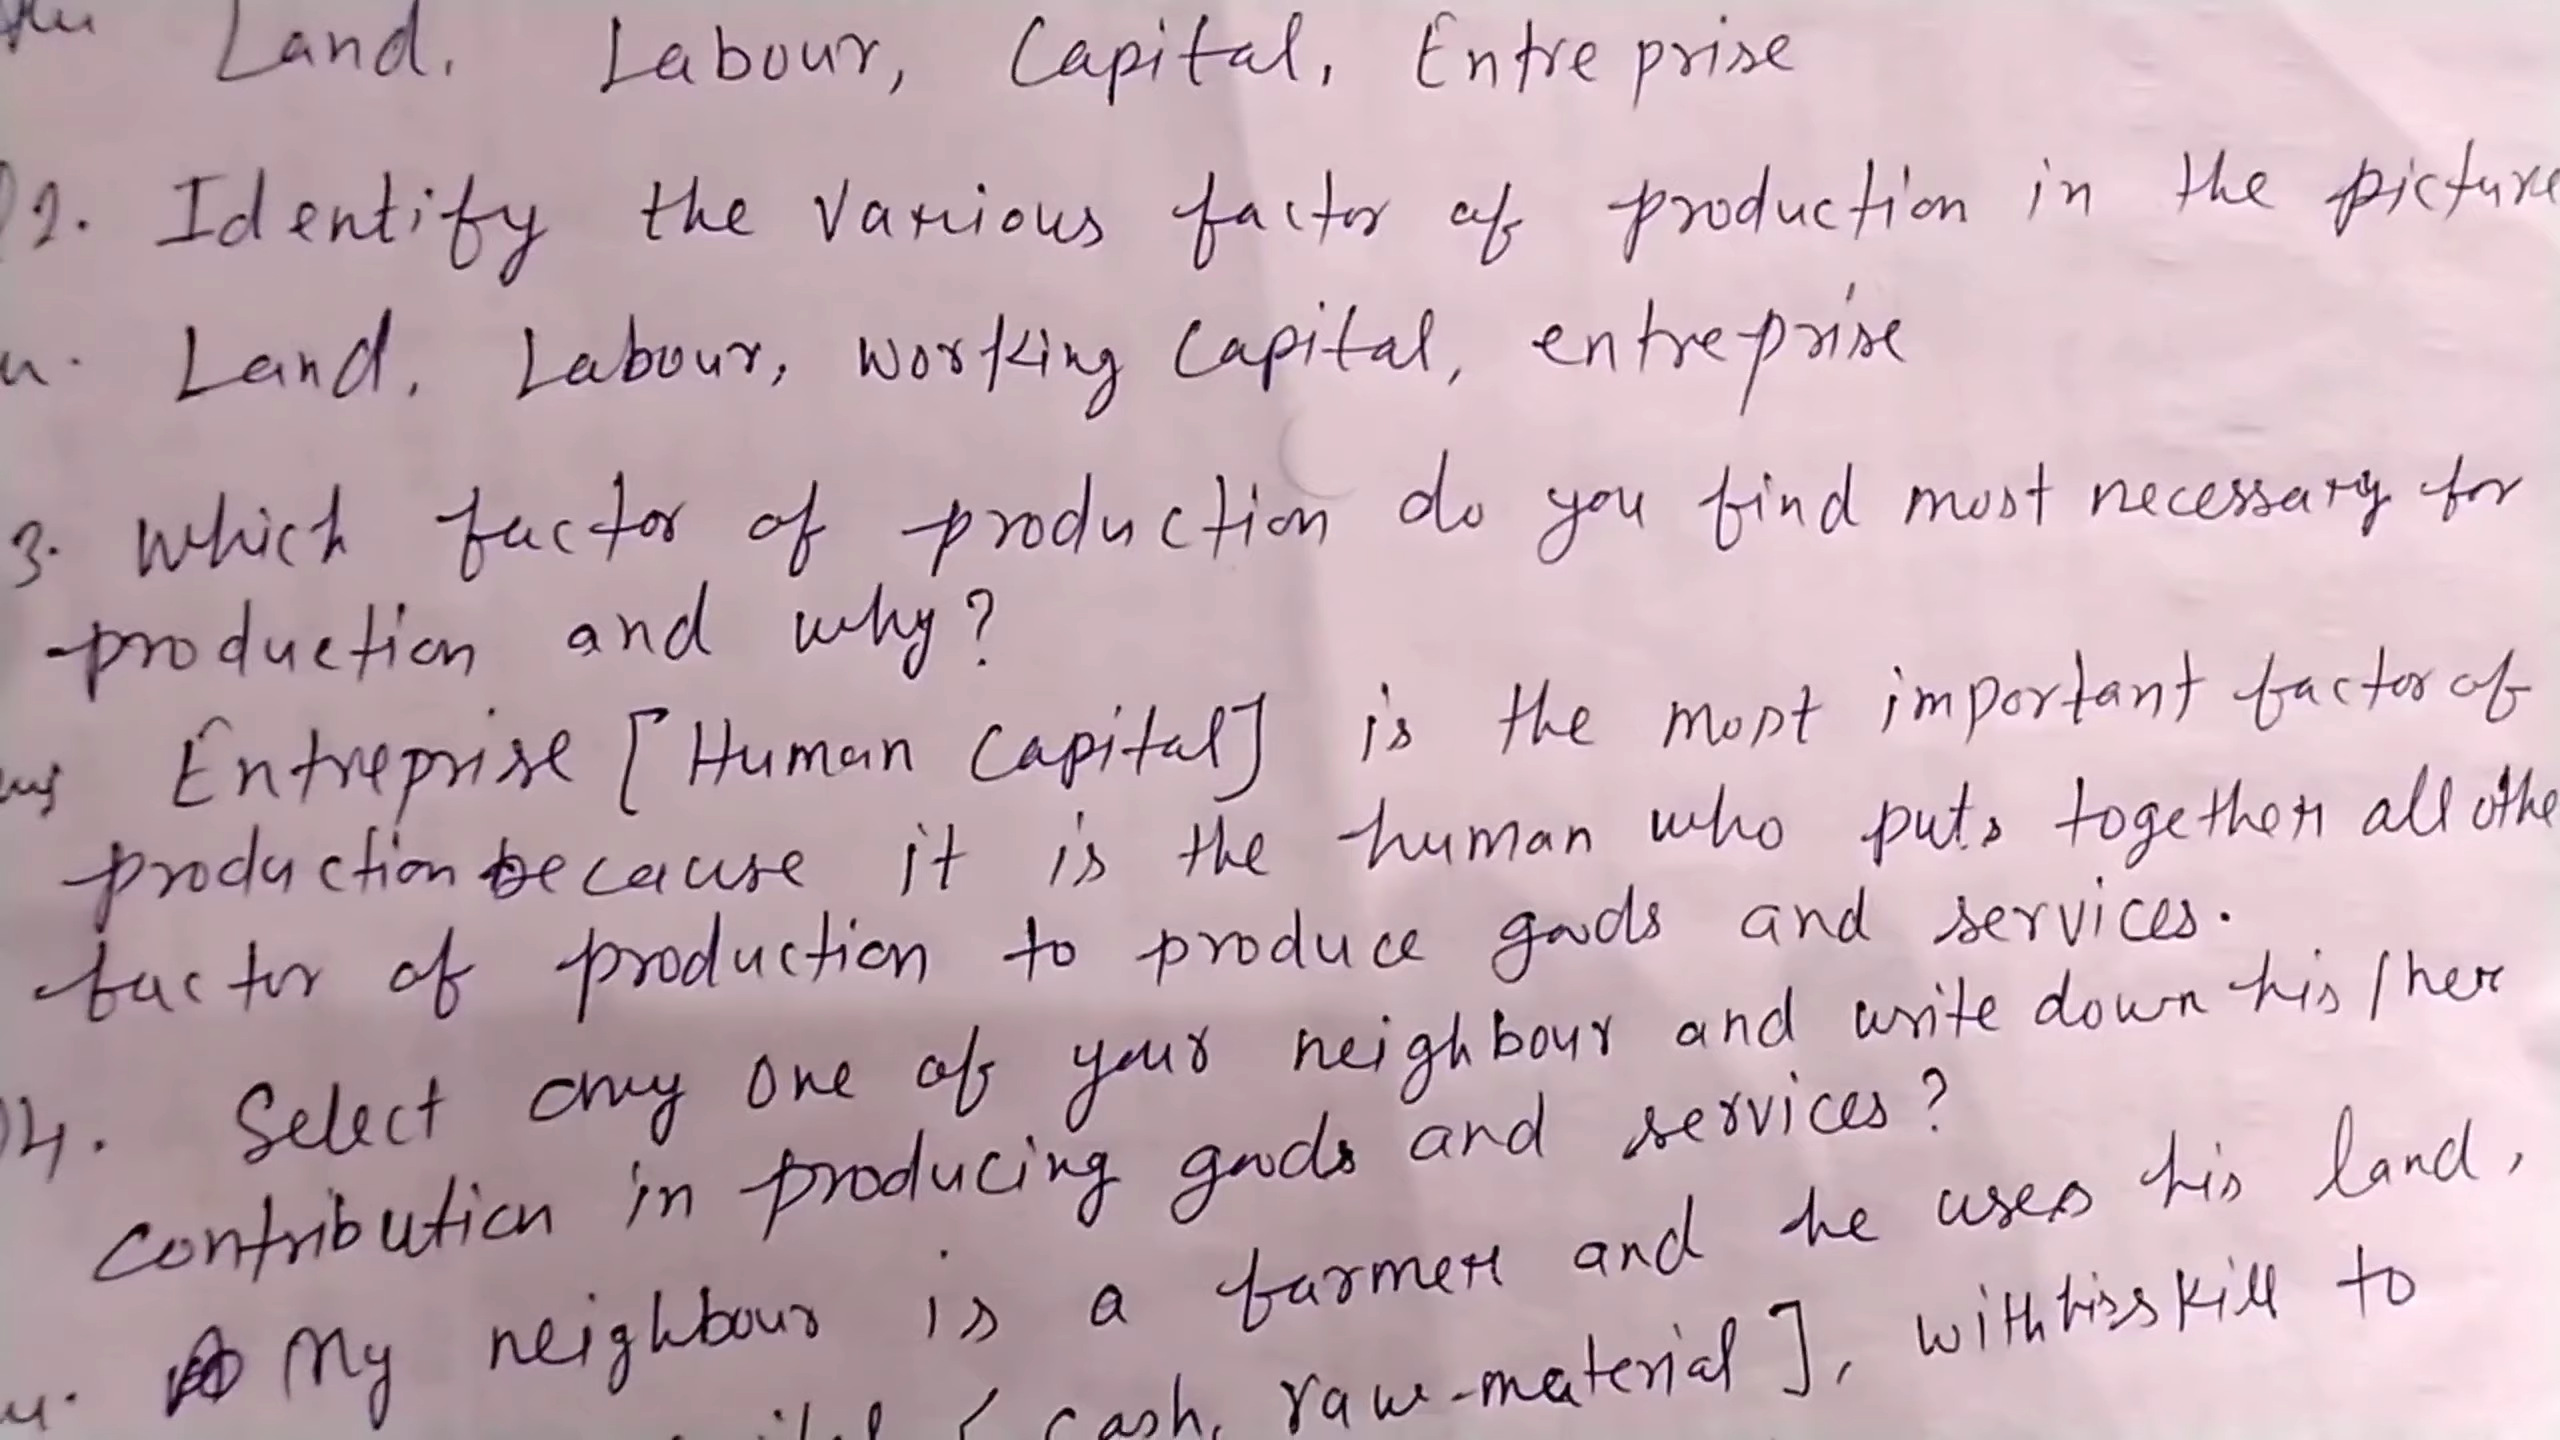 Land, Labour, Capital, Entreprise
2. Identify the various factor of production in the picture
Land, Labour, working Capital, entreprise
3. Which factor of production do you find most necessary for
production and why?
Entreprise [Human Capital] is the most important factor of
production because it is the human who puts together all othe
factor of production to produce goods and services.
4. Select any one of your neighbour and write down his / her
contribution in producing goods and services?
My neighbour is a farmer and he uses his land,
cash, raw-material], with his skill to